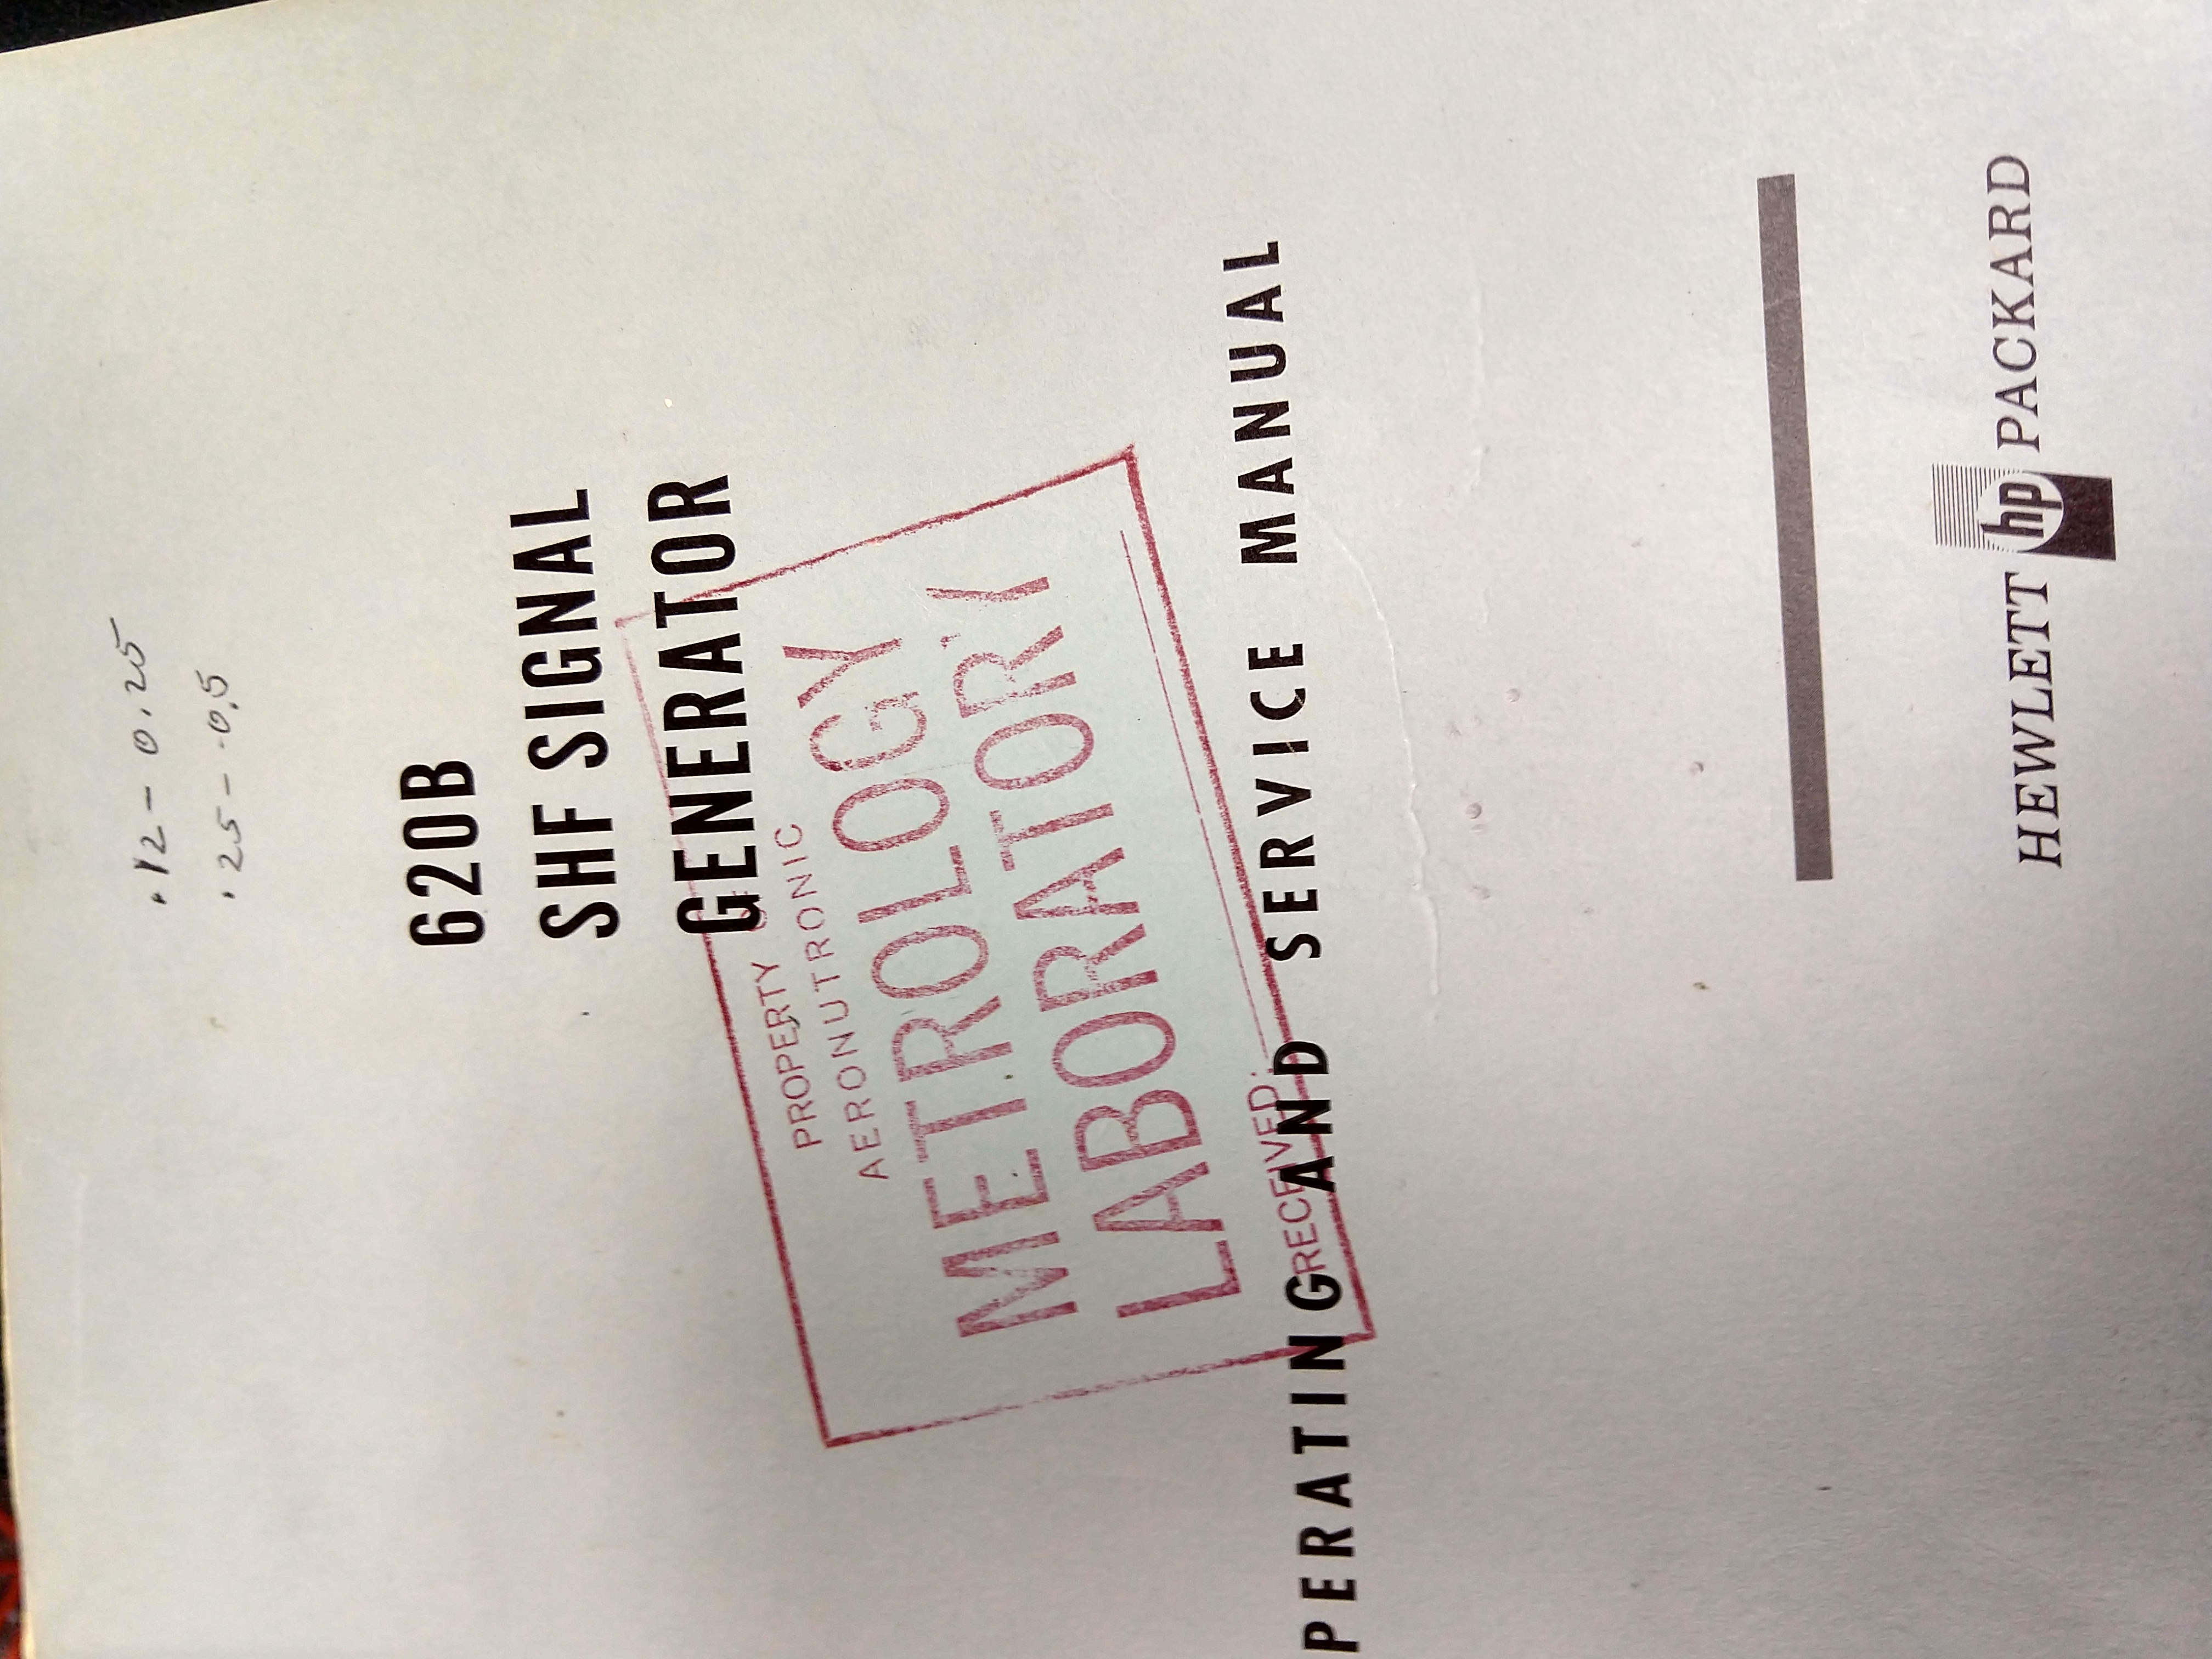 .12 - 0.25
.25 - 0.5
620B
SHF SIGNAL
GENERATOR
PROPERTY
AERONUTRONIC
METROLOGY
LABORATORY
RECEIVED:
PERATING AND SERVICE MANUAL
HEWLETT hp PACKARD